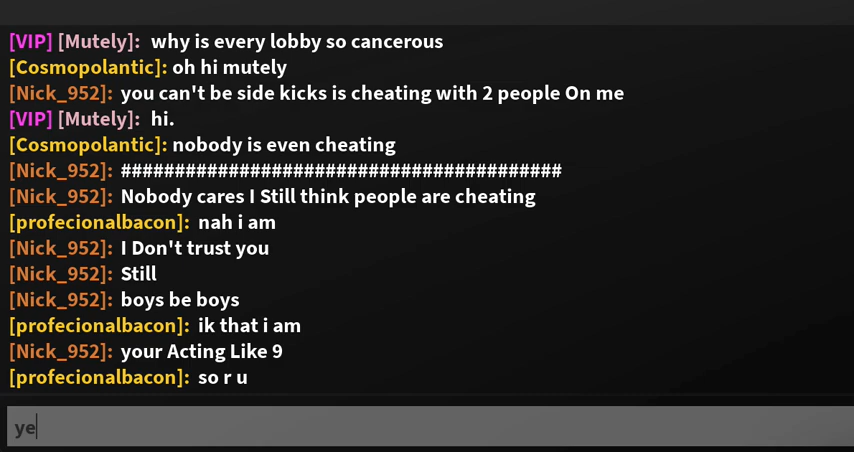 [VIP] [Mutely]: why is every lobby so cancerous
[Cosmopolantic]: oh hi mutely
[Nick_952]: you can't be side kicks is cheating with 2 people On me
[VIP] [Mutely]: hi.
[Cosmopolantic]: nobody is even cheating
[Nick_952]: #########################################
[Nick_952]: Nobody cares I Still think people are cheating
[profecionalbacon]: nah i am
[Nick_952]: I Don't trust you
[Nick_952]: Still
[Nick_952]: boys be boys
[profecionalbacon]: ik that i am
[Nick_952]: your Acting Like 9
[profecionalbacon]: so r u
ye